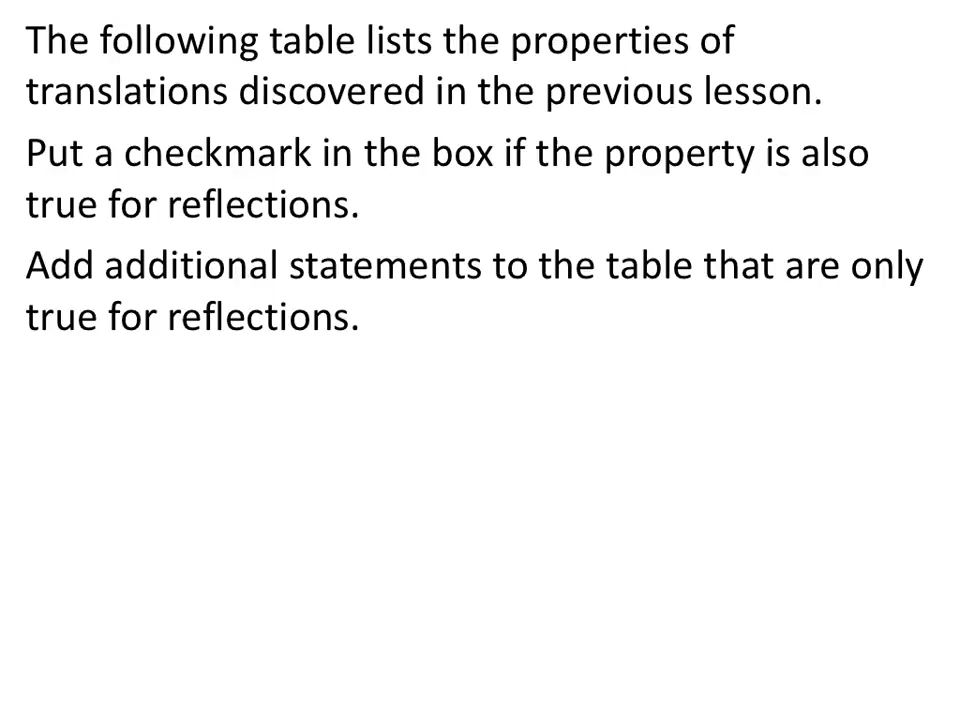 The following table lists the properties of
translations discovered in the previous lesson.
Put a checkmark in the box if the property is also
true for reflections.
Add additional statements to the table that are only
true for reflections.